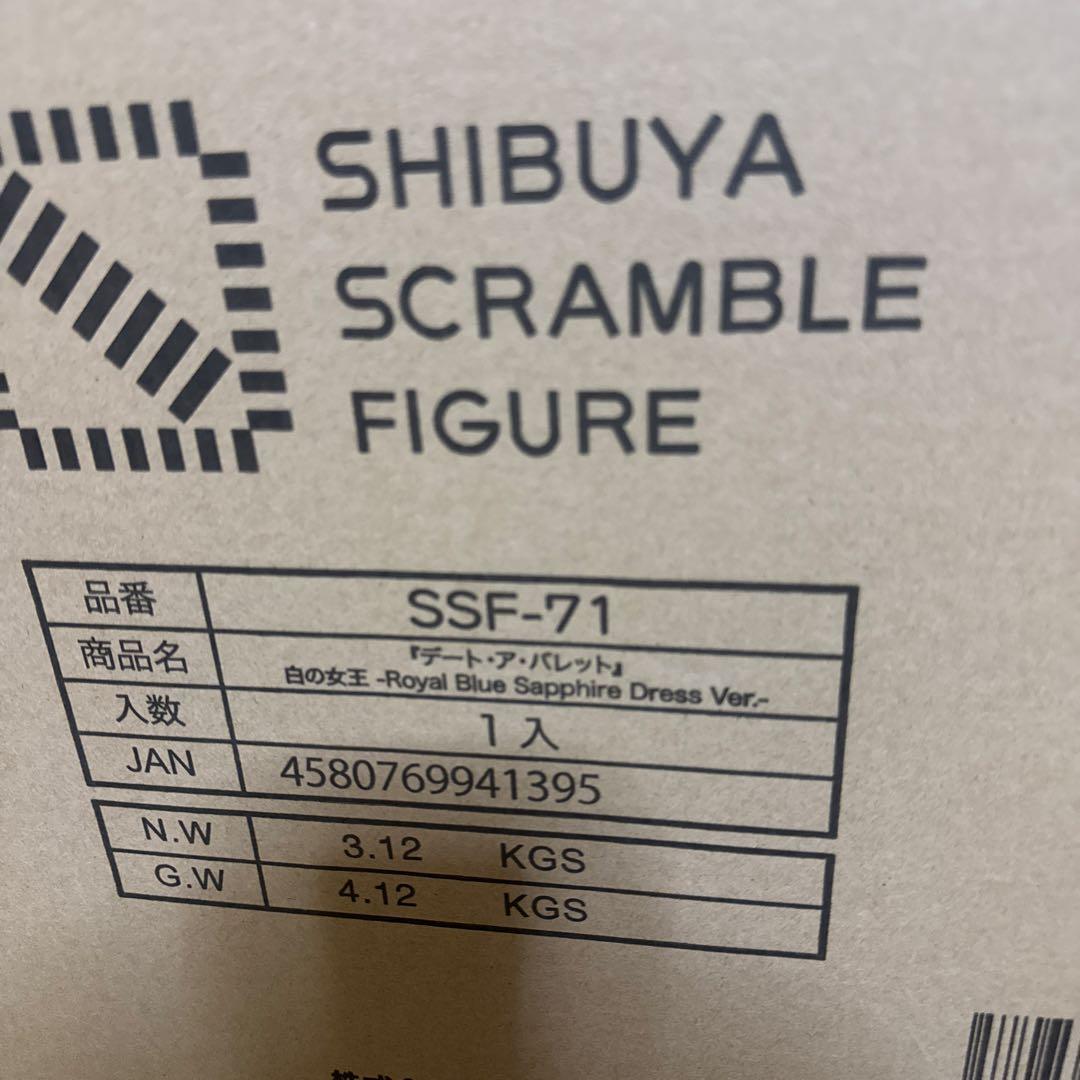 SHIBUYA
SCRAMBLE
FIGURE
品番 SSF-71
商品名 『デート・ア・バレット』
白の女王 -Royal Blue Sapphire Dress Ver.-
入数 1入
JAN 4580769941395
N.W 3.12 KGS
G.W 4.12 KGS